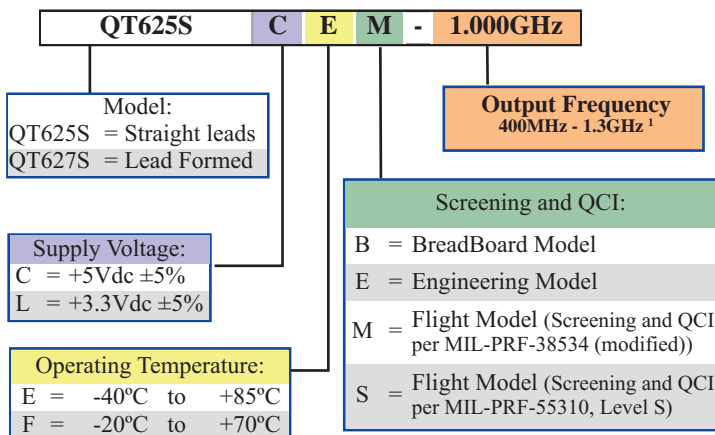 QT625S C E M - 1.000GHz
Model:
QT625S = Straight leads
QT627S = Lead Formed
Output Frequency
400MHz - 1.3GHz ¹
Supply Voltage:
C = +5Vdc ±5%
L = +3.3Vdc ±5%
Operating Temperature:
E = -40ºC to +85ºC
F = -20ºC to +70ºC
Screening and QCI:
B = BreadBoard Model
E = Engineering Model
M = Flight Model (Screening and QCI
per MIL-PRF-38534 (modified))
S = Flight Model (Screening and QCI
per MIL-PRF-55310, Level S)